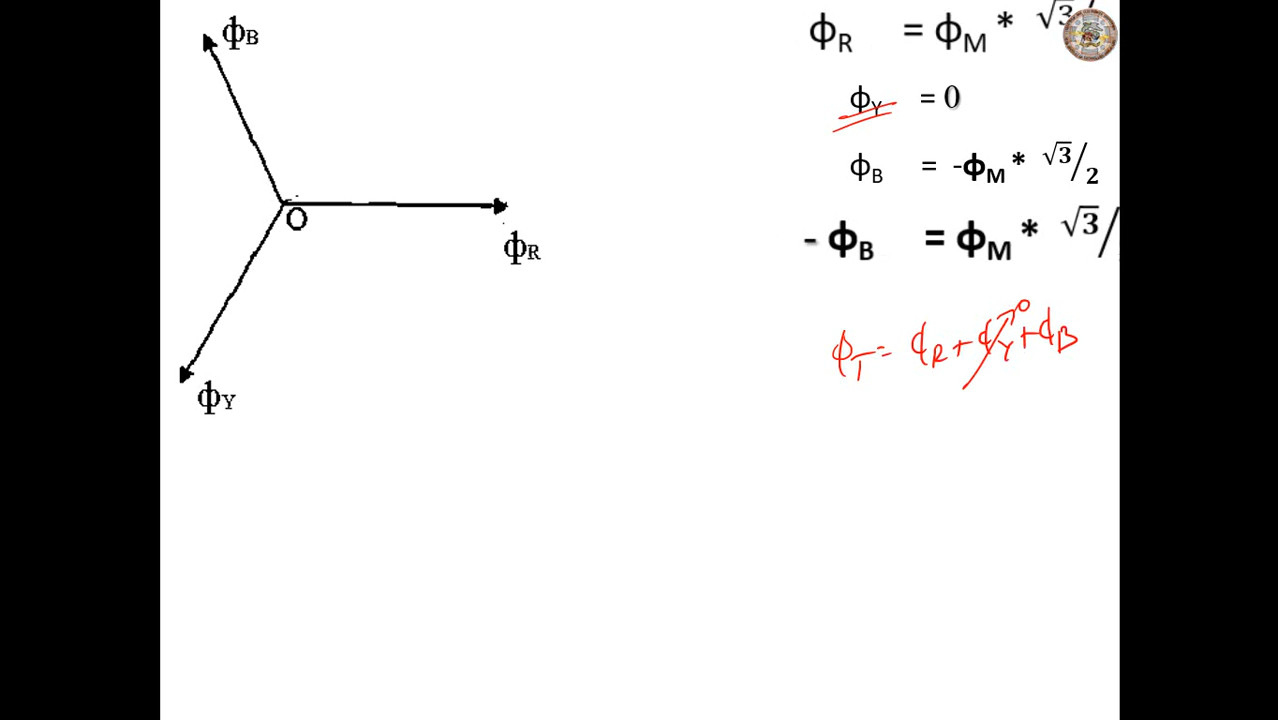 ϕB
O
ϕR
ϕY
ϕR = ϕM * √3/
ϕY = 0
ϕB = -ϕM * √3/2
- ϕB = ϕM * √3/
ϕT = ϕR + ϕY 0 + ϕB